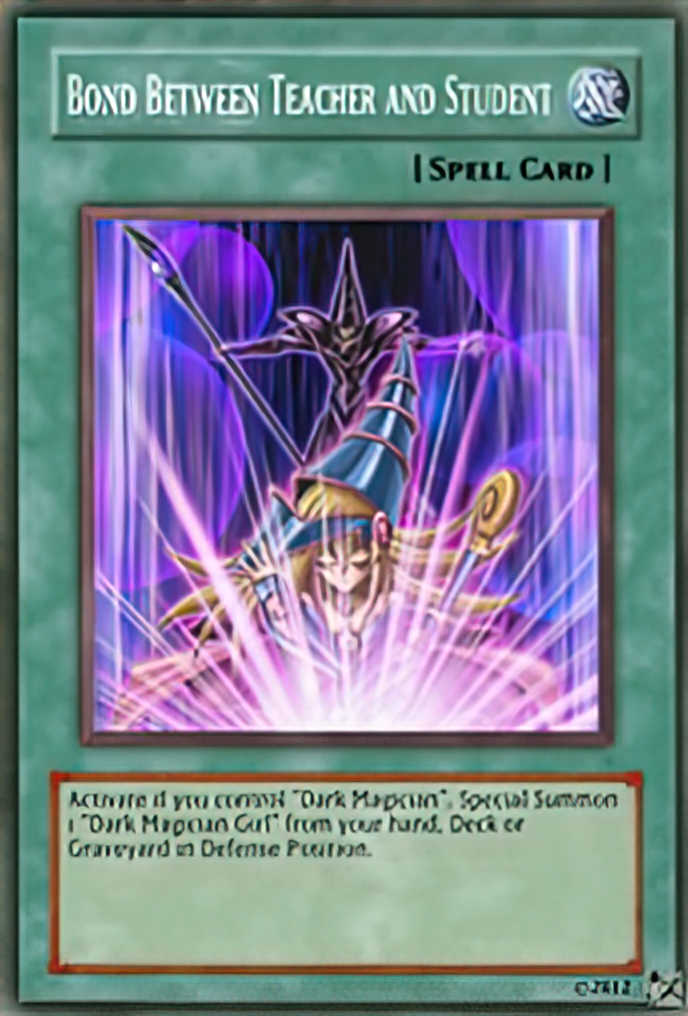 BOND BETWEEN TEACHER AND STUDENT
[SPELL CARD]
Activate if you control "Dark Magician". Special Summon
1 "Dark Magician Girl" from your hand, Deck or
Graveyard in Defense Position.